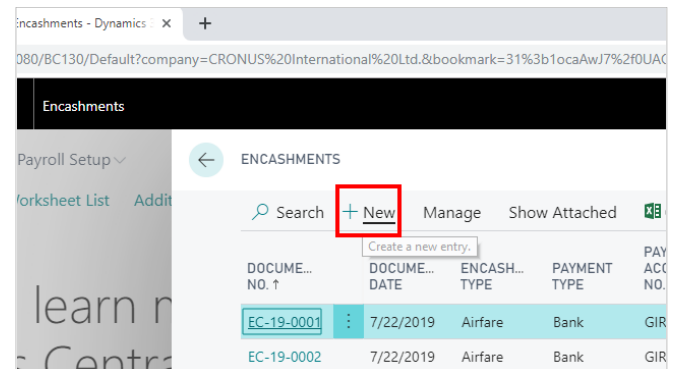 Encashments - Dynamics
080/BC130/Default?company=CRONUS%20International%20Ltd.&bookmark=31%3b1ocaAwJ7%2f0UAC
Encashments
Payroll Setup
ENCASHMENTS
Worksheet List Addit
Search + New Manage Show Attached
Create a new entry.
DOCUME... NO. ↑ DOCUME... DATE ENCASH... TYPE PAYMENT TYPE PAY ACC NO.
learn
EC-19-0001 7/22/2019 Airfare Bank GIR
EC-19-0002 7/22/2019 Airfare Bank GIR
Centra